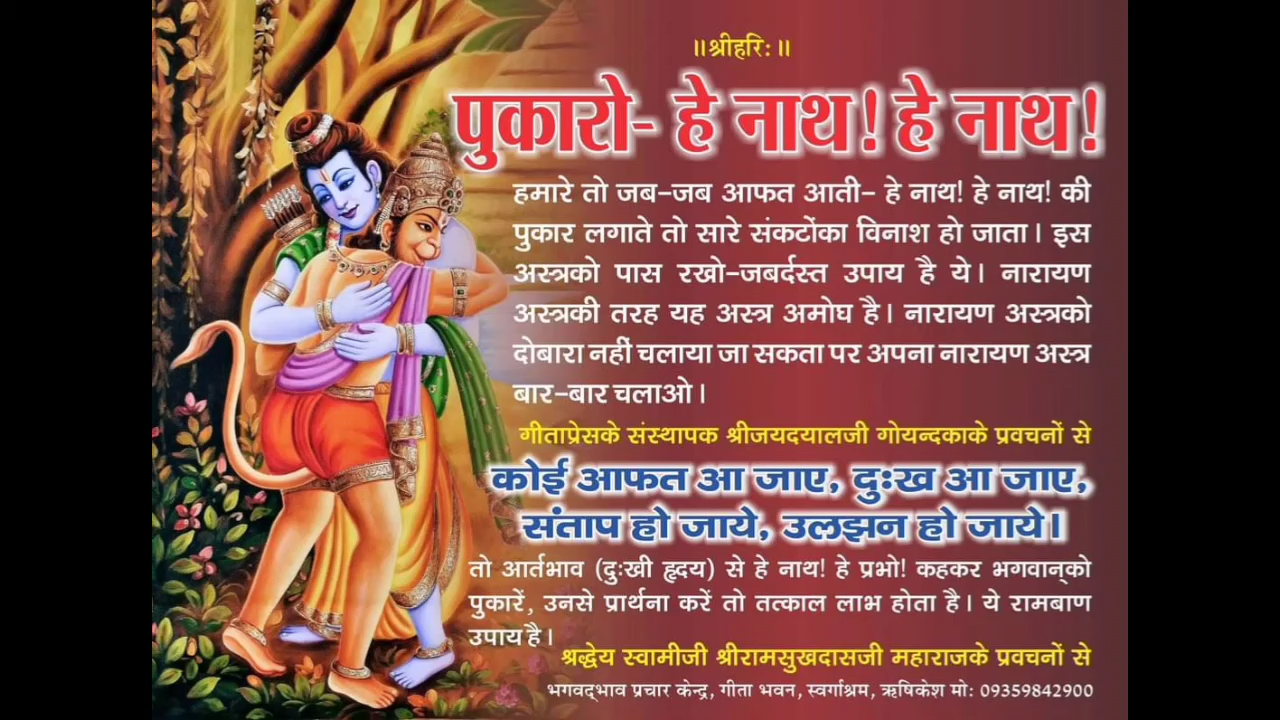 ॥श्रीहरिः॥
पुकारो- हे नाथ! हे नाथ!
हमारे तो जब-जब आफत आती- हे नाथ! हे नाथ! की
पुकार लगाते तो सारे संकटोंका विनाश हो जाता। इस
अस्त्रको पास रखो-जबर्दस्त उपाय है ये। नारायण
अस्त्रकी तरह यह अस्त्र अमोघ है। नारायण अस्त्रको
दोबारा नहीं चलाया जा सकता पर अपना नारायण अस्त्र
बार-बार चलाओ।
गीताप्रेसके संस्थापक श्रीजयदयालजी गोयन्दकाके प्रवचनों से
कोई आफत आ जाए, दुःख आ जाए,
संताप हो जाये, उलझन हो जाये।
तो आर्तभाव (दुःखी हृदय) से हे नाथ! हे प्रभो! कहकर भगवान्‌को
पुकारें, उनसे प्रार्थना करें तो तत्काल लाभ होता है। ये रामबाण
उपाय है।
श्रद्धेय स्वामीजी श्रीरामसुखदासजी महाराजके प्रवचनों से
भगवद्भाव प्रचार केन्द्र, गीता भवन, स्वर्गाश्रम, ऋषिकेश मोः 09359842900